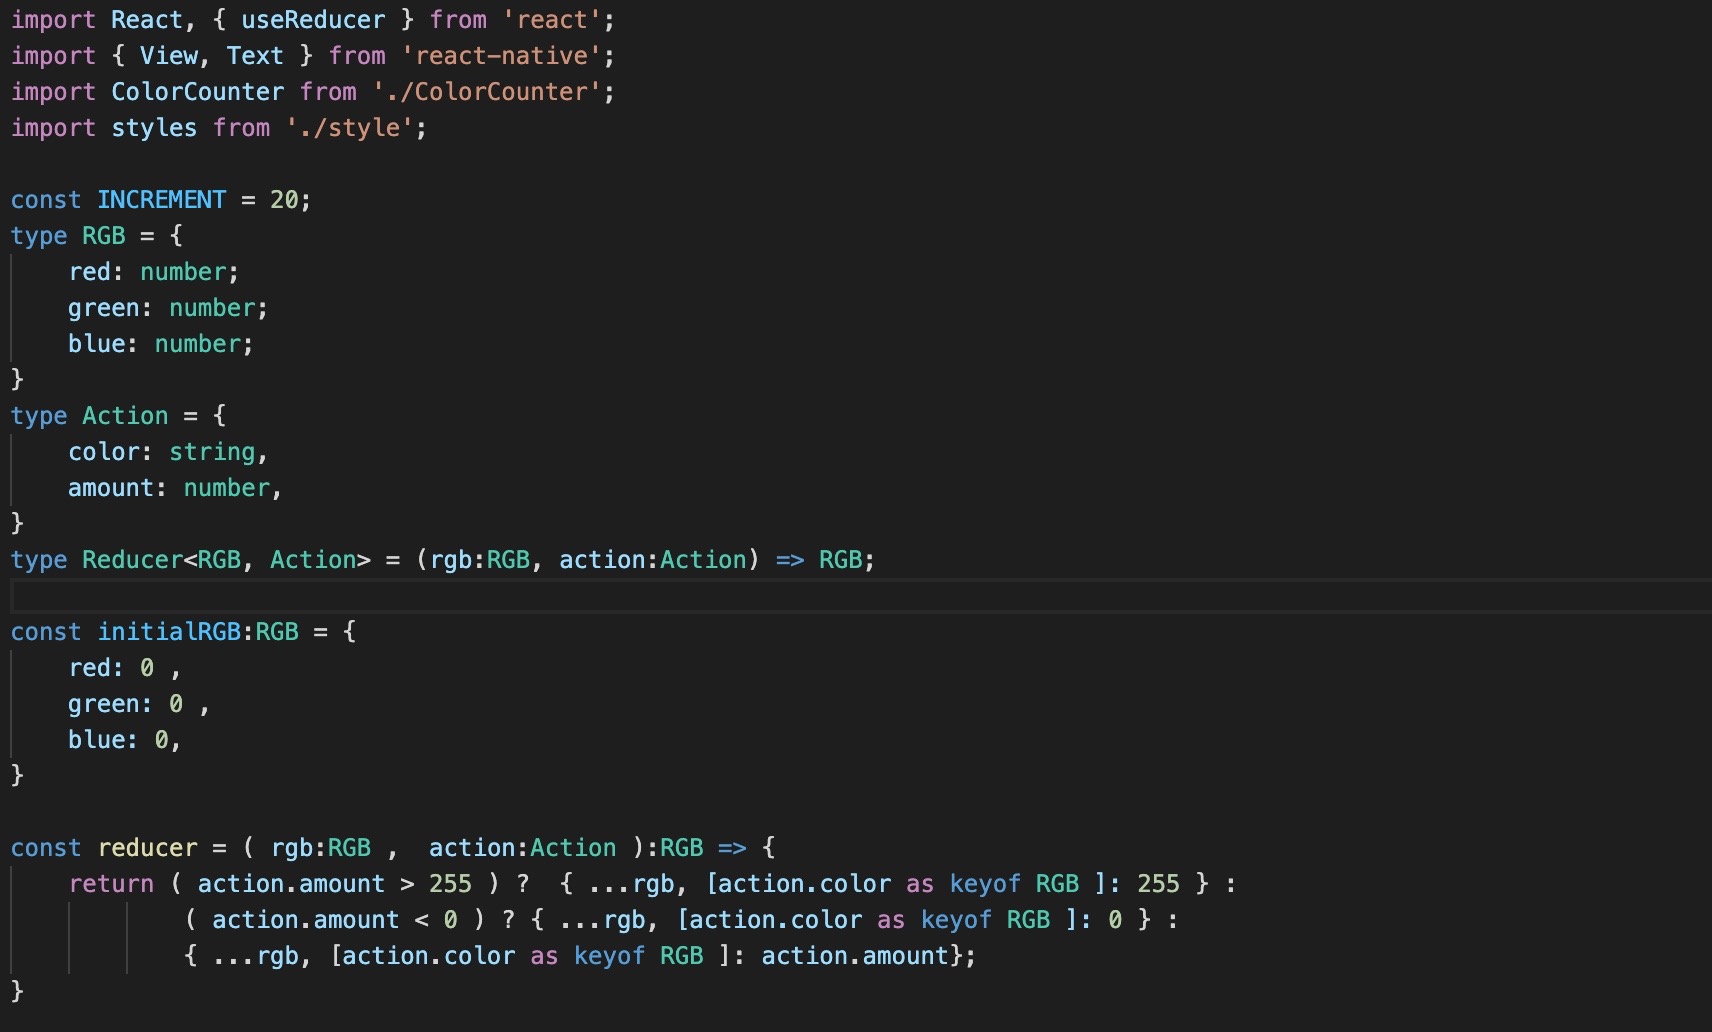 import React, { useReducer } from 'react';
import { View, Text } from 'react-native';
import ColorCounter from './ColorCounter';
import styles from './style';

const INCREMENT = 20;
type RGB = {
    red: number;
    green: number;
    blue: number;
}
type Action = {
    color: string,
    amount: number,
}
type Reducer<RGB, Action> = (rgb:RGB, action:Action) => RGB;

const initialRGB:RGB = {
    red: 0 ,
    green: 0 ,
    blue: 0,
}

const reducer = ( rgb:RGB ,  action:Action ):RGB => {
    return ( action.amount > 255 ) ?  { ...rgb, [action.color as keyof RGB ]: 255 } :
            ( action.amount < 0 ) ? { ...rgb, [action.color as keyof RGB ]: 0 } :
            { ...rgb, [action.color as keyof RGB ]: action.amount};
}